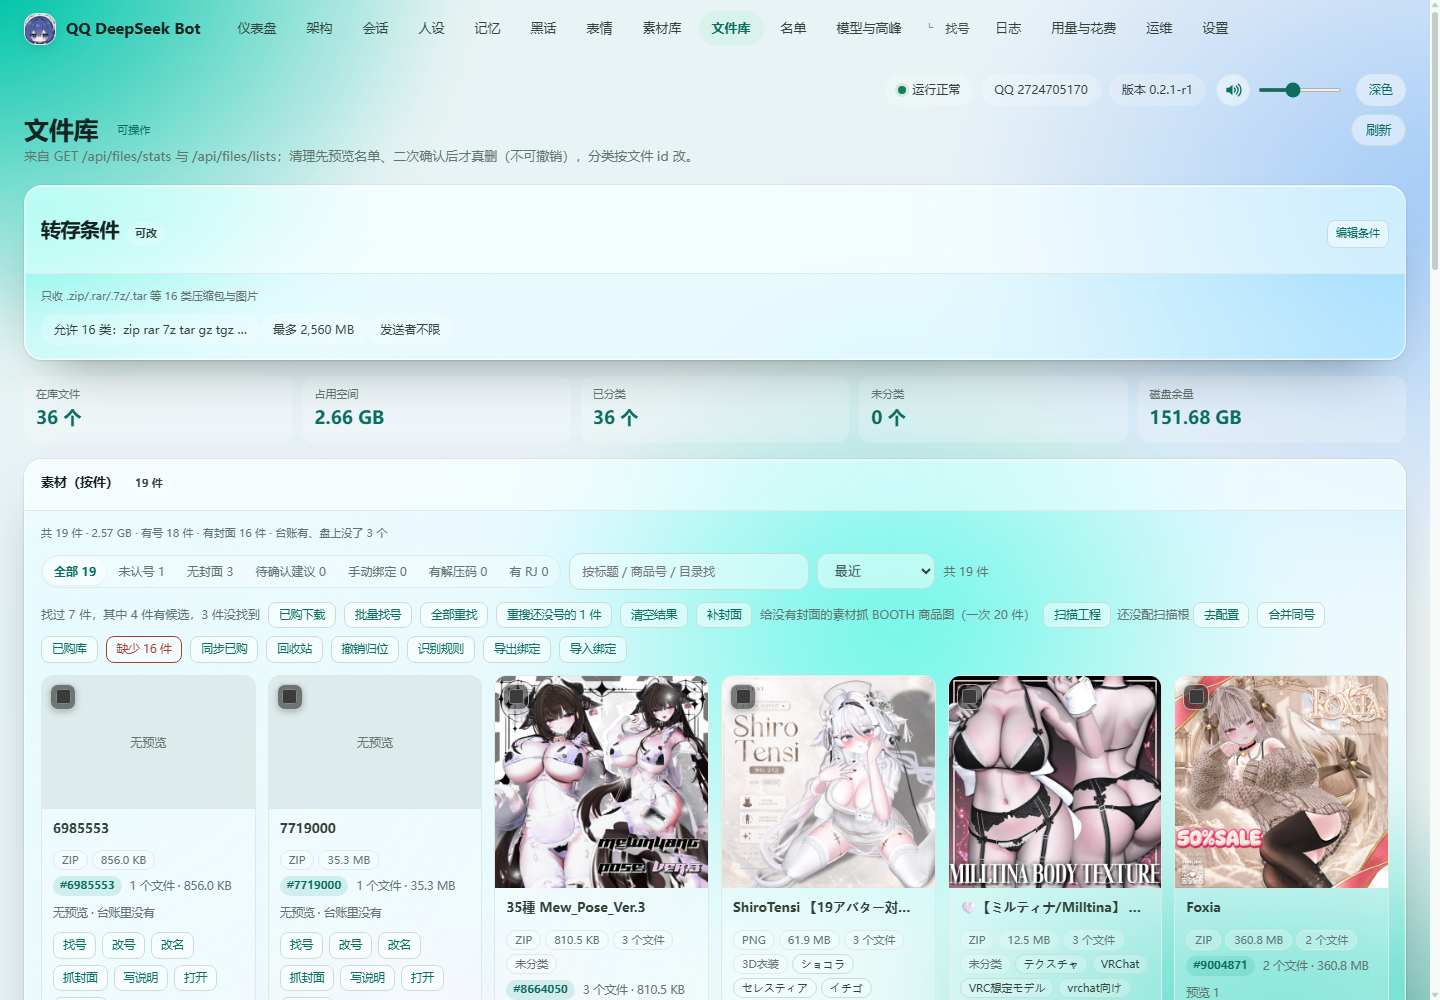 QQ DeepSeek Bot 仪表盘 架构 会话 人设 记忆 黑话 表情 素材库 文件库 名单 模型与高峰 └ 找号 日志 用量与花费 运维 设置
运行正常 QQ 2724705170 版本 0.2.1-r1 深色
文件库 可操作 刷新
来自 GET /api/files/stats 与 /api/files/lists；清理先预览名单、二次确认后才真删（不可撤销），分类按文件 id 改。
转存条件 可改 编辑条件
只收 .zip/.rar/.7z/.tar 等 16 类压缩包与图片
允许 16 类：zip rar 7z tar gz tgz ... 最多 2,560 MB 发送者不限
在库文件 占用空间 已分类 未分类 磁盘余量
36 个 2.66 GB 36 个 0 个 151.68 GB
素材（按件） 19 件
共 19 件 · 2.57 GB · 有号 18 件 · 有封面 16 件 · 台账有、盘上没了 3 个
全部 19 未认号 1 无封面 3 待确认建议 0 手动绑定 0 有解压码 0 有 RJ 0 按标题 / 商品号 / 目录找 最近 共 19 件
找过 7 件，其中 4 件有候选，3 件没找到 已购下载 批量找号 全部重找 重搜还没号的 1 件 清空结果 补封面 给没有封面的素材抓 BOOTH 商品图（一次 20 件） 扫描工程 还没配扫描根 去配置 合并同号
已购库 缺少 16 件 同步已购 回收站 撤销归位 识别规则 导出绑定 导入绑定
无预览
6985553
ZIP 856.0 KB
#6985553 1 个文件 · 856.0 KB
无预览 · 台账里没有
找号 改号 改名
抓封面 写说明 打开
无预览
7719000
ZIP 35.3 MB
#7719000 1 个文件 · 35.3 MB
无预览 · 台账里没有
找号 改号 改名
抓封面 写说明 打开
mewnhang
pose vers
35種 Mew_Pose_Ver.3
ZIP 810.5 KB 3 个文件
未分类
#8664050 3 个文件 · 810.5 KB
Shiro
Tensi
ShiroTensi 【19アバター対...
PNG 61.9 MB 3 个文件
3D衣装 ショコラ
セレスティア イチゴ
MILLTINA BODY TEXTURE
【ミルティナ/Milltina】 ...
ZIP 12.5 MB 3 个文件
未分类 テクスチャ VRChat
VRC想定モデル vrchat向け
FOXIA
50%SALE
Foxia
ZIP 360.8 MB 2 个文件
#9004871 2 个文件 · 360.8 MB
预览 1